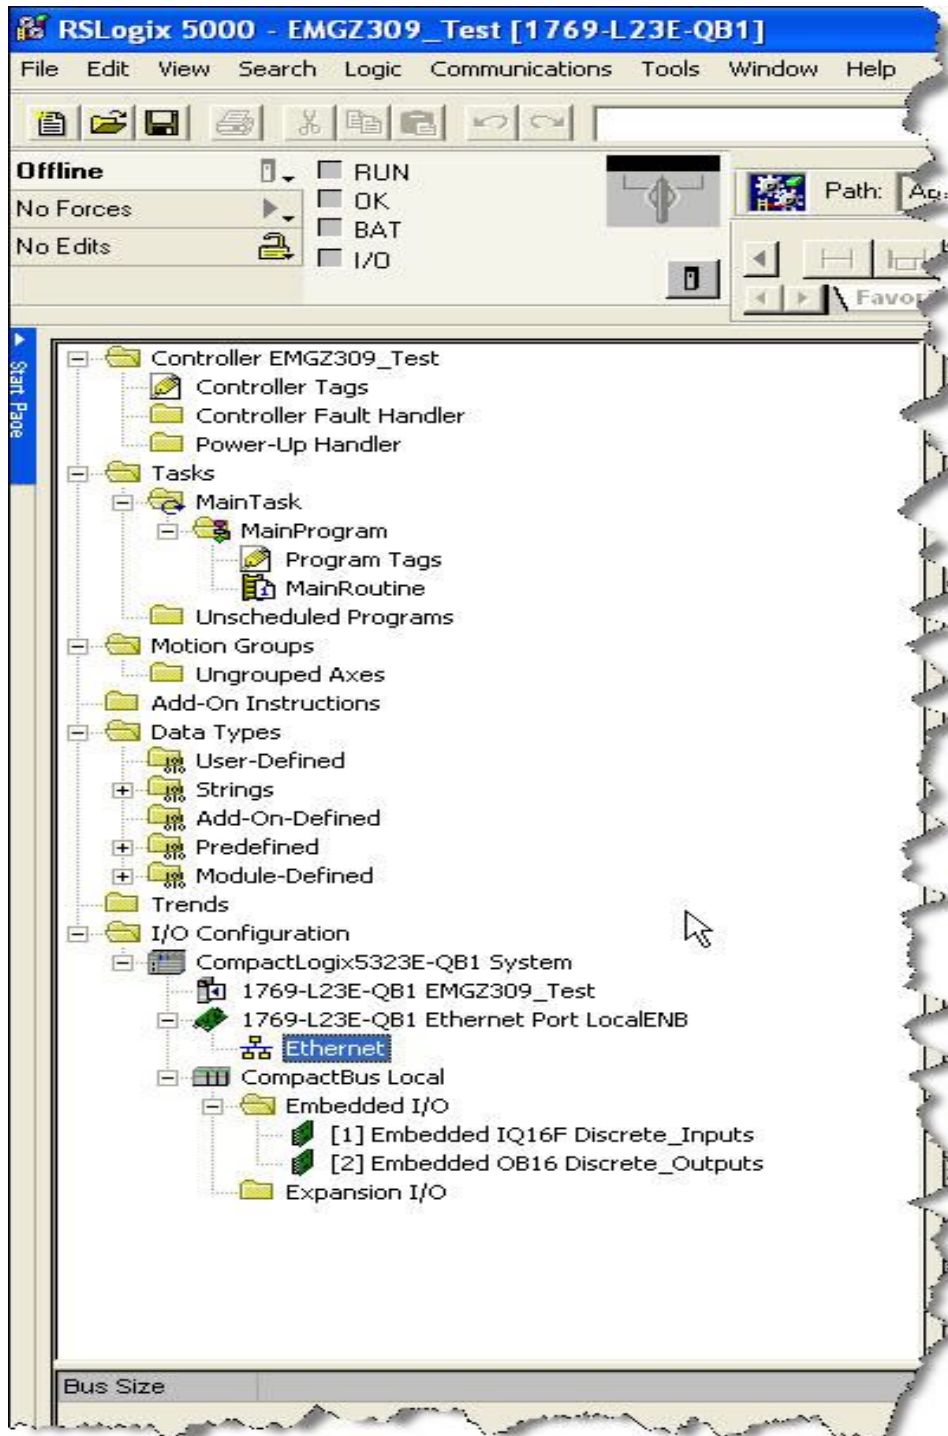 RSLogix 5000 - EMGZ309_Test [1769-L23E-QB1]
File Edit View Search Logic Communications Tools Window Help
Offline
RUN
No Forces
OK
Path:
No Edits
BAT
I/O
Start Page
Controller EMGZ309_Test
Controller Tags
Controller Fault Handler
Power-Up Handler
Tasks
MainTask
MainProgram
Program Tags
MainRoutine
Unscheduled Programs
Motion Groups
Ungrouped Axes
Add-On Instructions
Data Types
User-Defined
Strings
Add-On-Defined
Predefined
Module-Defined
Trends
I/O Configuration
CompactLogix5323E-QB1 System
1769-L23E-QB1 EMGZ309_Test
1769-L23E-QB1 Ethernet Port LocalENB
Ethernet
CompactBus Local
Embedded I/O
[1] Embedded IQ16F Discrete_Inputs
[2] Embedded OB16 Discrete_Outputs
Expansion I/O
Bus Size